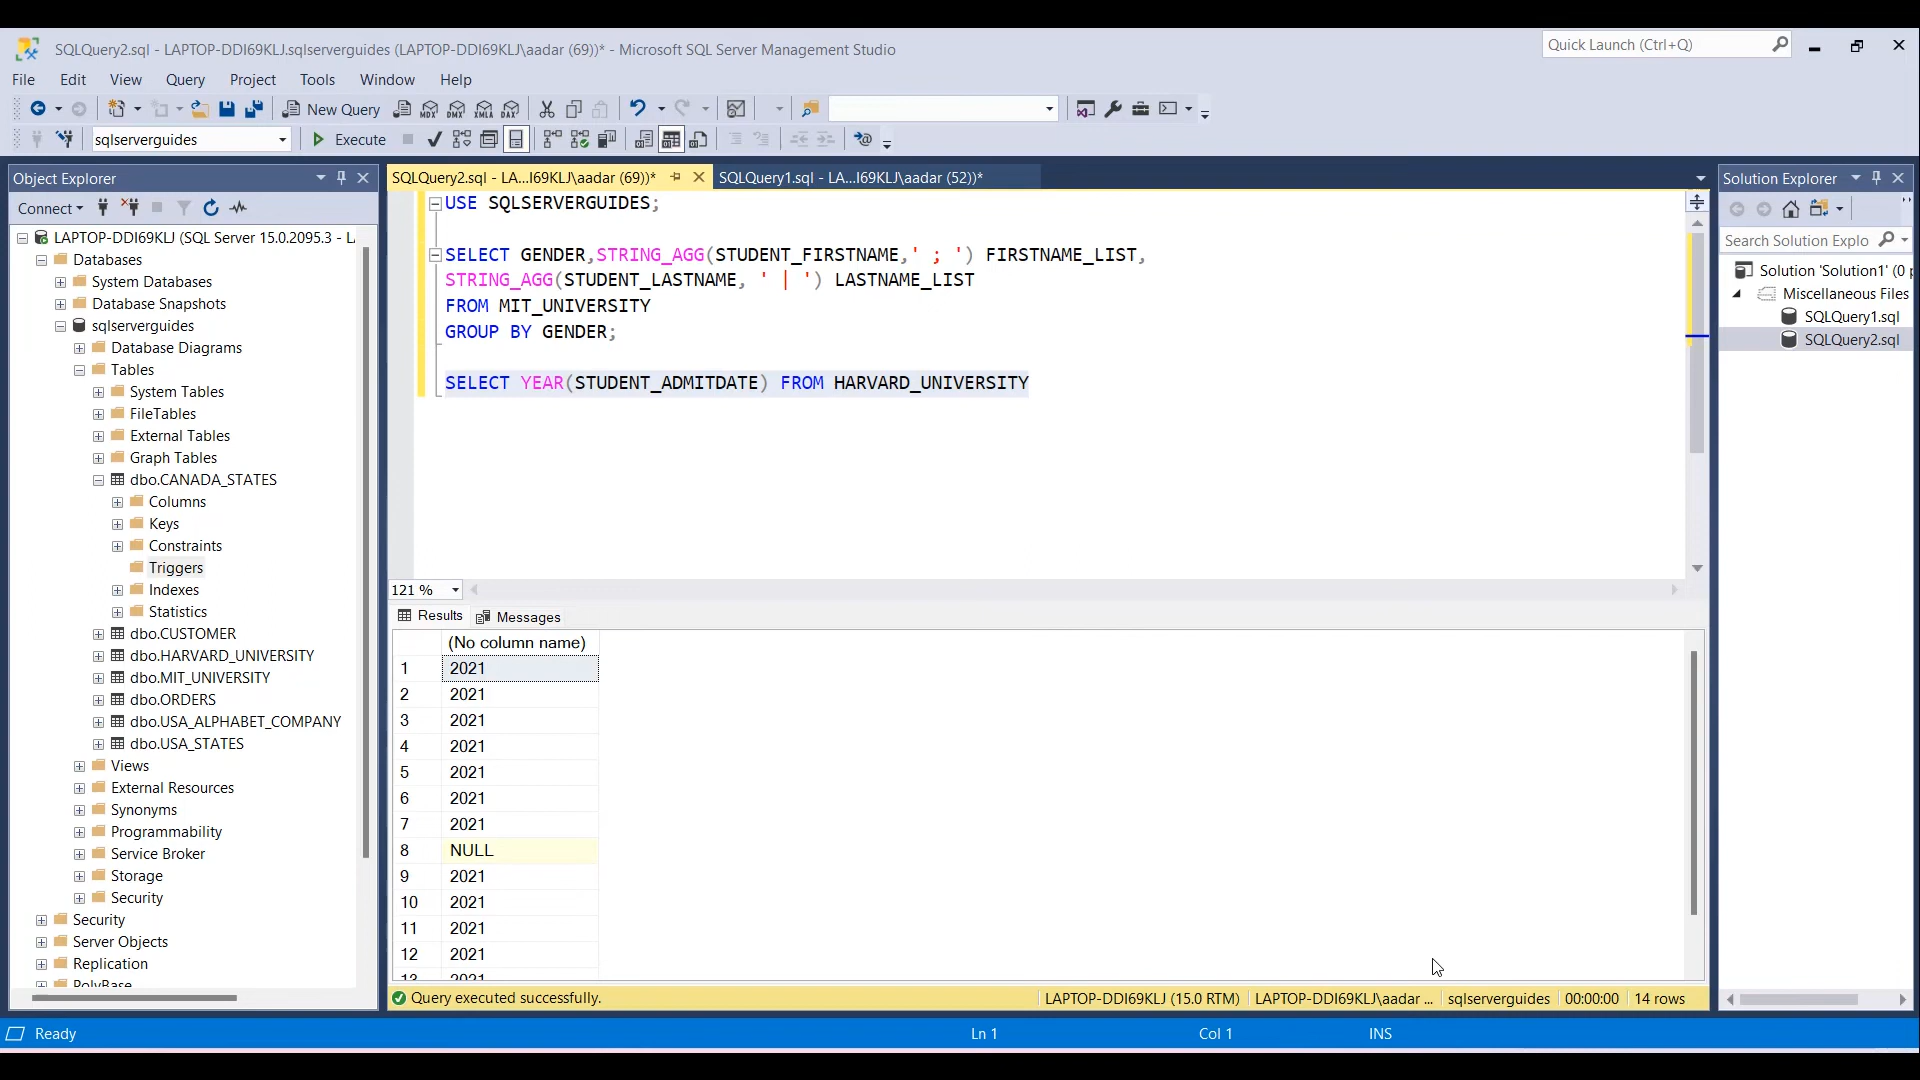 SQLQuery2.sql - LAPTOP-DDI69KLJ.sqlserverguides (LAPTOP-DDI69KLJ\aadar (69))* - Microsoft SQL Server Management Studio
Quick Launch (Ctrl+Q)
File Edit View Query Project Tools Window Help
New Query MDX DMX XMLA DAX
sqlserverguides Execute
Object Explorer
Connect
LAPTOP-DDI69KLJ (SQL Server 15.0.2095.3 - L
Databases
System Databases
Database Snapshots
sqlserverguides
Database Diagrams
Tables
System Tables
FileTables
External Tables
Graph Tables
dbo.CANADA_STATES
Columns
Keys
Constraints
Triggers
Indexes
Statistics
dbo.CUSTOMER
dbo.HARVARD_UNIVERSITY
dbo.MIT_UNIVERSITY
dbo.ORDERS
dbo.USA_ALPHABET_COMPANY
dbo.USA_STATES
Views
External Resources
Synonyms
Programmability
Service Broker
Storage
Security
Security
Server Objects
Replication
PolyBase
SQLQuery2.sql - LA...I69KLJ\aadar (69))* SQLQuery1.sql - LA...I69KLJ\aadar (52))*
USE SQLSERVERGUIDES;
SELECT GENDER,STRING_AGG(STUDENT_FIRSTNAME,' ; ') FIRSTNAME_LIST,
STRING_AGG(STUDENT_LASTNAME, ' | ') LASTNAME_LIST
FROM MIT_UNIVERSITY
GROUP BY GENDER;
SELECT YEAR(STUDENT_ADMITDATE) FROM HARVARD_UNIVERSITY
121 %
Results Messages
(No column name)
1 2021
2 2021
3 2021
4 2021
5 2021
6 2021
7 2021
8 NULL
9 2021
10 2021
11 2021
12 2021
13 2021
Query executed successfully. LAPTOP-DDI69KLJ (15.0 RTM) LAPTOP-DDI69KLJ\aadar ... sqlserverguides 00:00:00 14 rows
Solution Explorer
Search Solution Explo
Solution 'Solution1' (0 p
Miscellaneous Files
SQLQuery1.sql
SQLQuery2.sql
Ready Ln 1 Col 1 INS